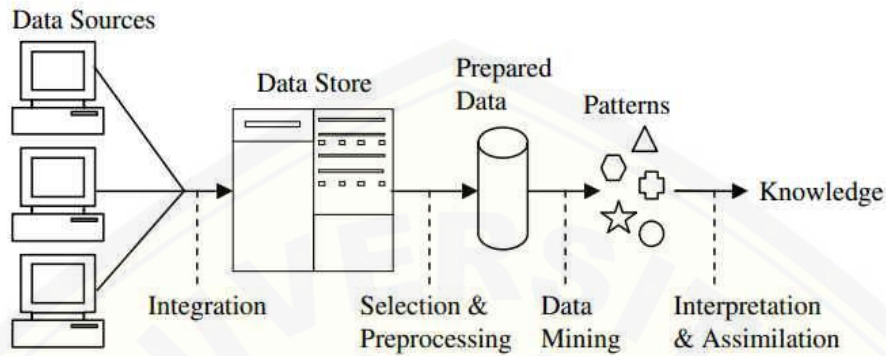 Data Sources
Data Store
Prepared
Data
Patterns
Knowledge
Integration
Selection &
Preprocessing
Data
Mining
Interpretation
& Assimilation